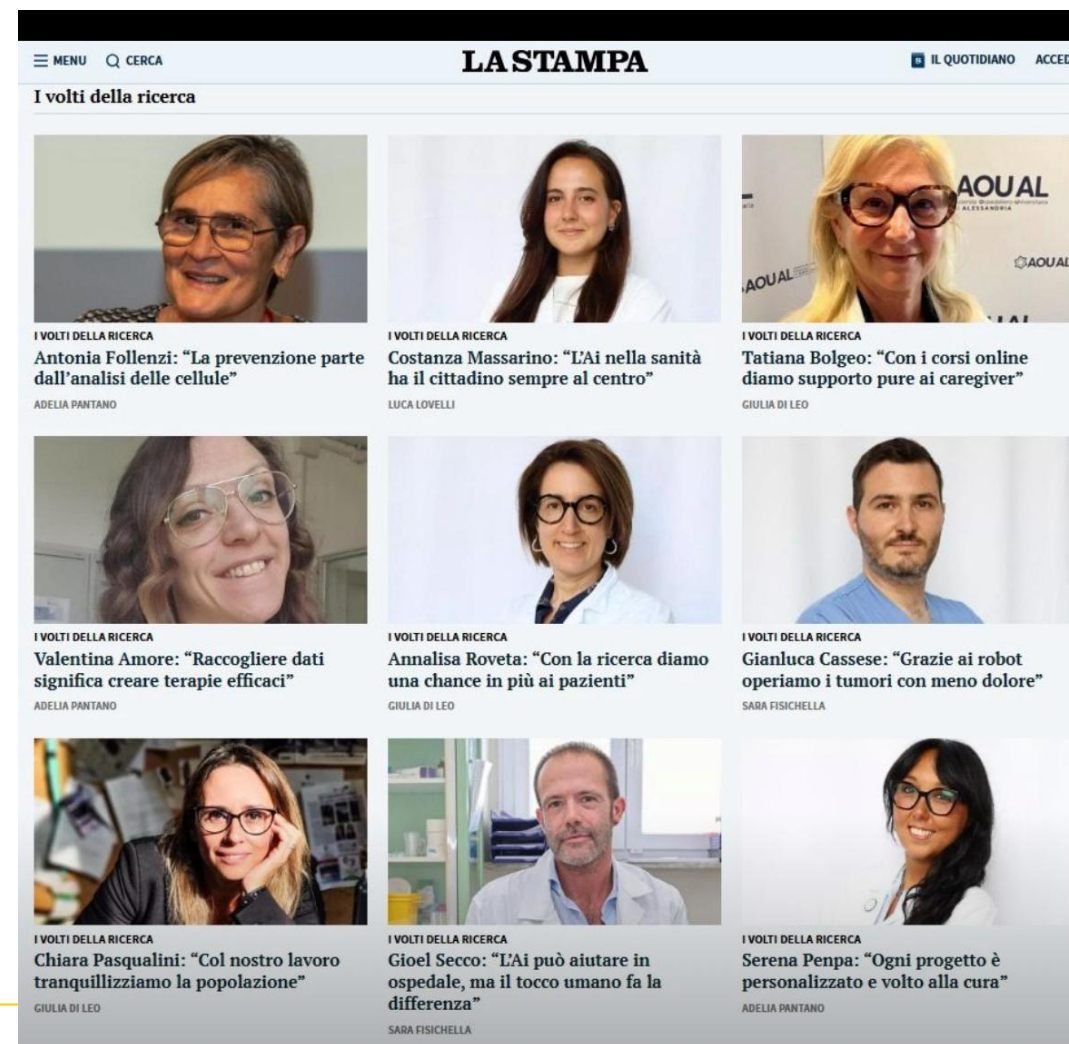 MENU CERCA LA STAMPA IL QUOTIDIANO
I volti della ricerca
AOUAL
ALESSANDRIA
AOUAL
AOUAL
I VOLTI DELLA RICERCA
Antonia Follenzi: “La prevenzione parte
dall’analisi delle cellule”
ADELIA PANTANO
I VOLTI DELLA RICERCA
Costanza Massarino: “L’Ai nella sanità
ha il cittadino sempre al centro”
LUCA LOVELLI
I VOLTI DELLA RICERCA
Tatiana Bolgeo: “Con i corsi online
diamo supporto pure ai caregiver”
GIULIA DI LEO
I VOLTI DELLA RICERCA
Valentina Amore: “Raccogliere dati
significa creare terapie efficaci”
ADELIA PANTANO
I VOLTI DELLA RICERCA
Annalisa Roveta: “Con la ricerca diamo
una chance in più ai pazienti”
GIULIA DI LEO
I VOLTI DELLA RICERCA
Gianluca Cassese: “Grazie ai robot
operiamo i tumori con meno dolore”
SARA FISICHELLA
I VOLTI DELLA RICERCA
Chiara Pasqualini: “Col nostro lavoro
tranquillizziamo la popolazione”
GIULIA DI LEO
I VOLTI DELLA RICERCA
Gioel Secco: “L’Ai può aiutare in
ospedale, ma il tocco umano fa la
differenza”
SARA FISICHELLA
I VOLTI DELLA RICERCA
Serena Penpa: “Ogni progetto è
personalizzato e volto alla cura”
ADELIA PANTANO